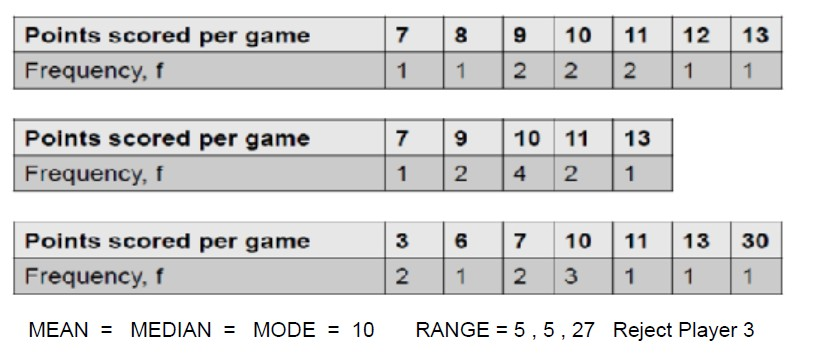 Points scored per game 7 8 9 10 11 12 13
Frequency, f 1 1 2 2 2 1 1
Points scored per game 7 9 10 11 13
Frequency, f 1 2 4 2 1
Points scored per game 3 6 7 10 11 13 30
Frequency, f 2 1 2 3 1 1 1
MEAN = MEDIAN = MODE = 10 RANGE = 5 , 5 , 27 Reject Player 3